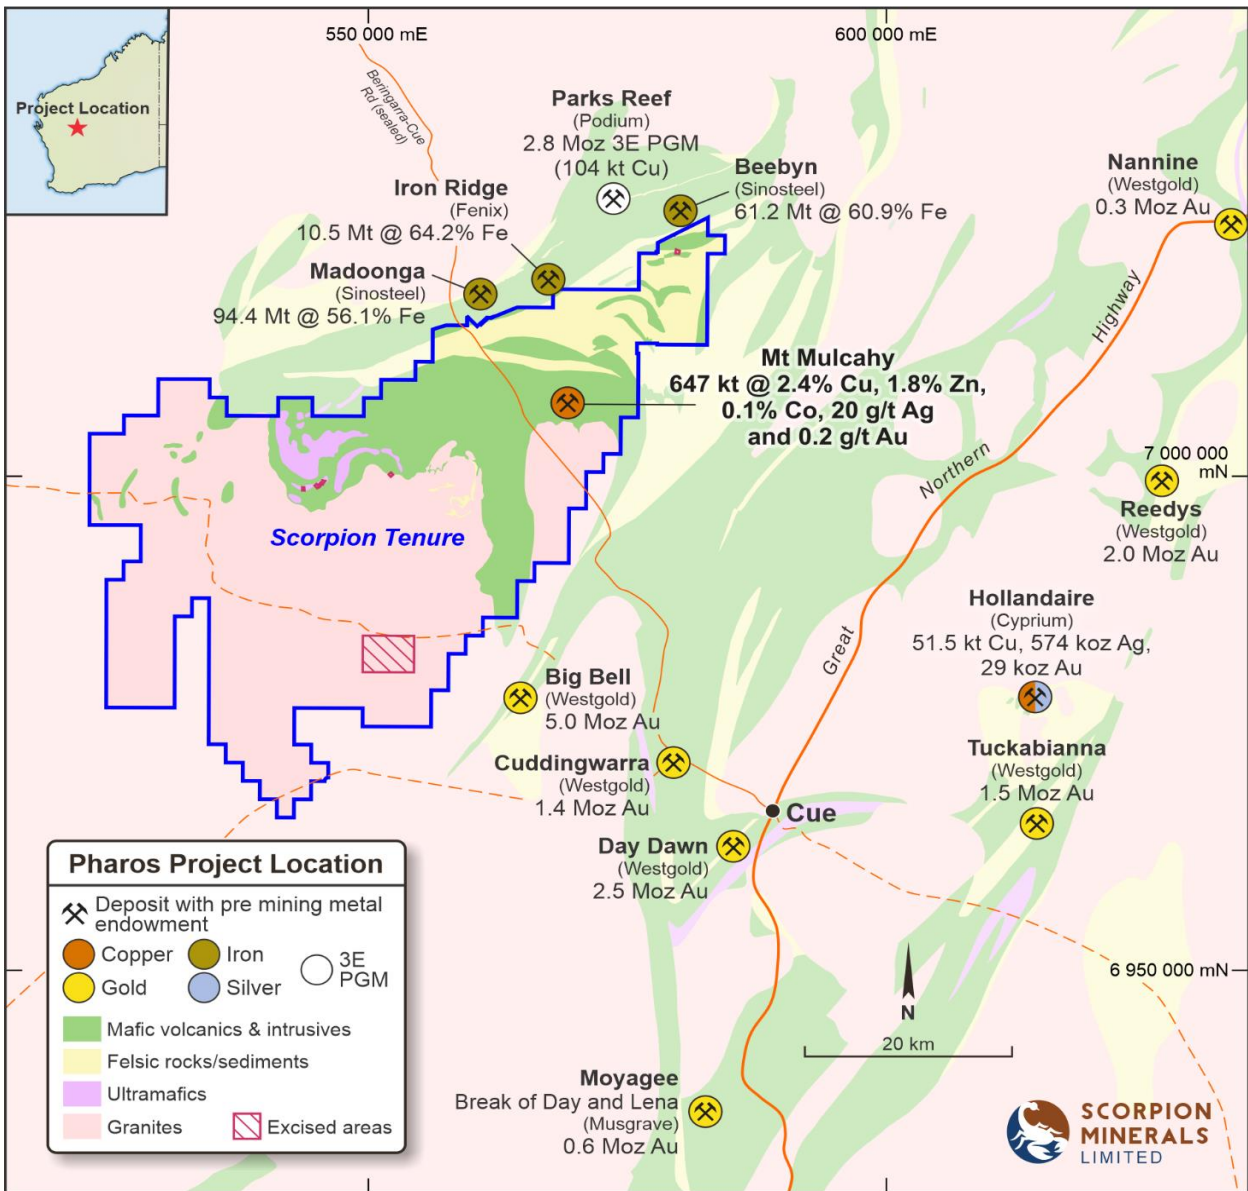 550 000 mE
600 000 mE
Project Location
Beringarra-Cue
Rd (sealed)
Parks Reef
(Podium)
2.8 Moz 3E PGM
(104 kt Cu)
Beebyn
(Sinosteel)
61.2 Mt @ 60.9% Fe
Nannine
(Westgold)
0.3 Moz Au
Iron Ridge
(Fenix)
10.5 Mt @ 64.2% Fe
Madoonga
(Sinosteel)
94.4 Mt @ 56.1% Fe
Mt Mulcahy
647 kt @ 2.4% Cu, 1.8% Zn,
0.1% Co, 20 g/t Ag
and 0.2 g/t Au
Great Northern Highway
7 000 000
mN
Reedys
(Westgold)
2.0 Moz Au
Scorpion Tenure
Hollandaire
(Cyprium)
51.5 kt Cu, 574 koz Ag,
29 koz Au
Big Bell
(Westgold)
5.0 Moz Au
Cuddingwarra
(Westgold)
1.4 Moz Au
Tuckabianna
(Westgold)
1.5 Moz Au
Cue
Day Dawn
(Westgold)
2.5 Moz Au
Pharos Project Location
Deposit with pre mining metal
endowment
Copper
Iron
3E
PGM
Gold
Silver
Mafic volcanics & intrusives
Felsic rocks/sediments
Ultramafics
Granites
Excised areas
6 950 000 mN
N
20 km
Moyagee
Break of Day and Lena
(Musgrave)
0.6 Moz Au
SCORPION
MINERALS
LIMITED